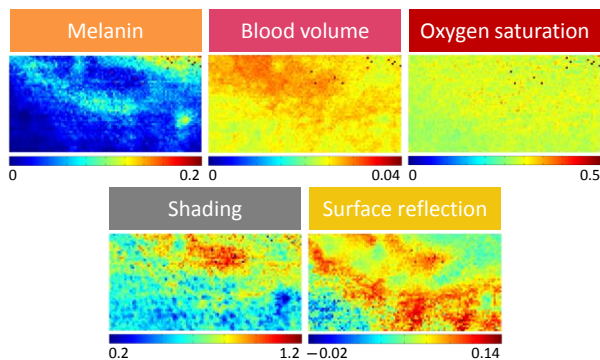 Melanin
Blood volume
Oxygen saturation
0 0.2
0 0.04
0 0.5
Shading
Surface reflection
0.2 1.2
−0.02 0.14